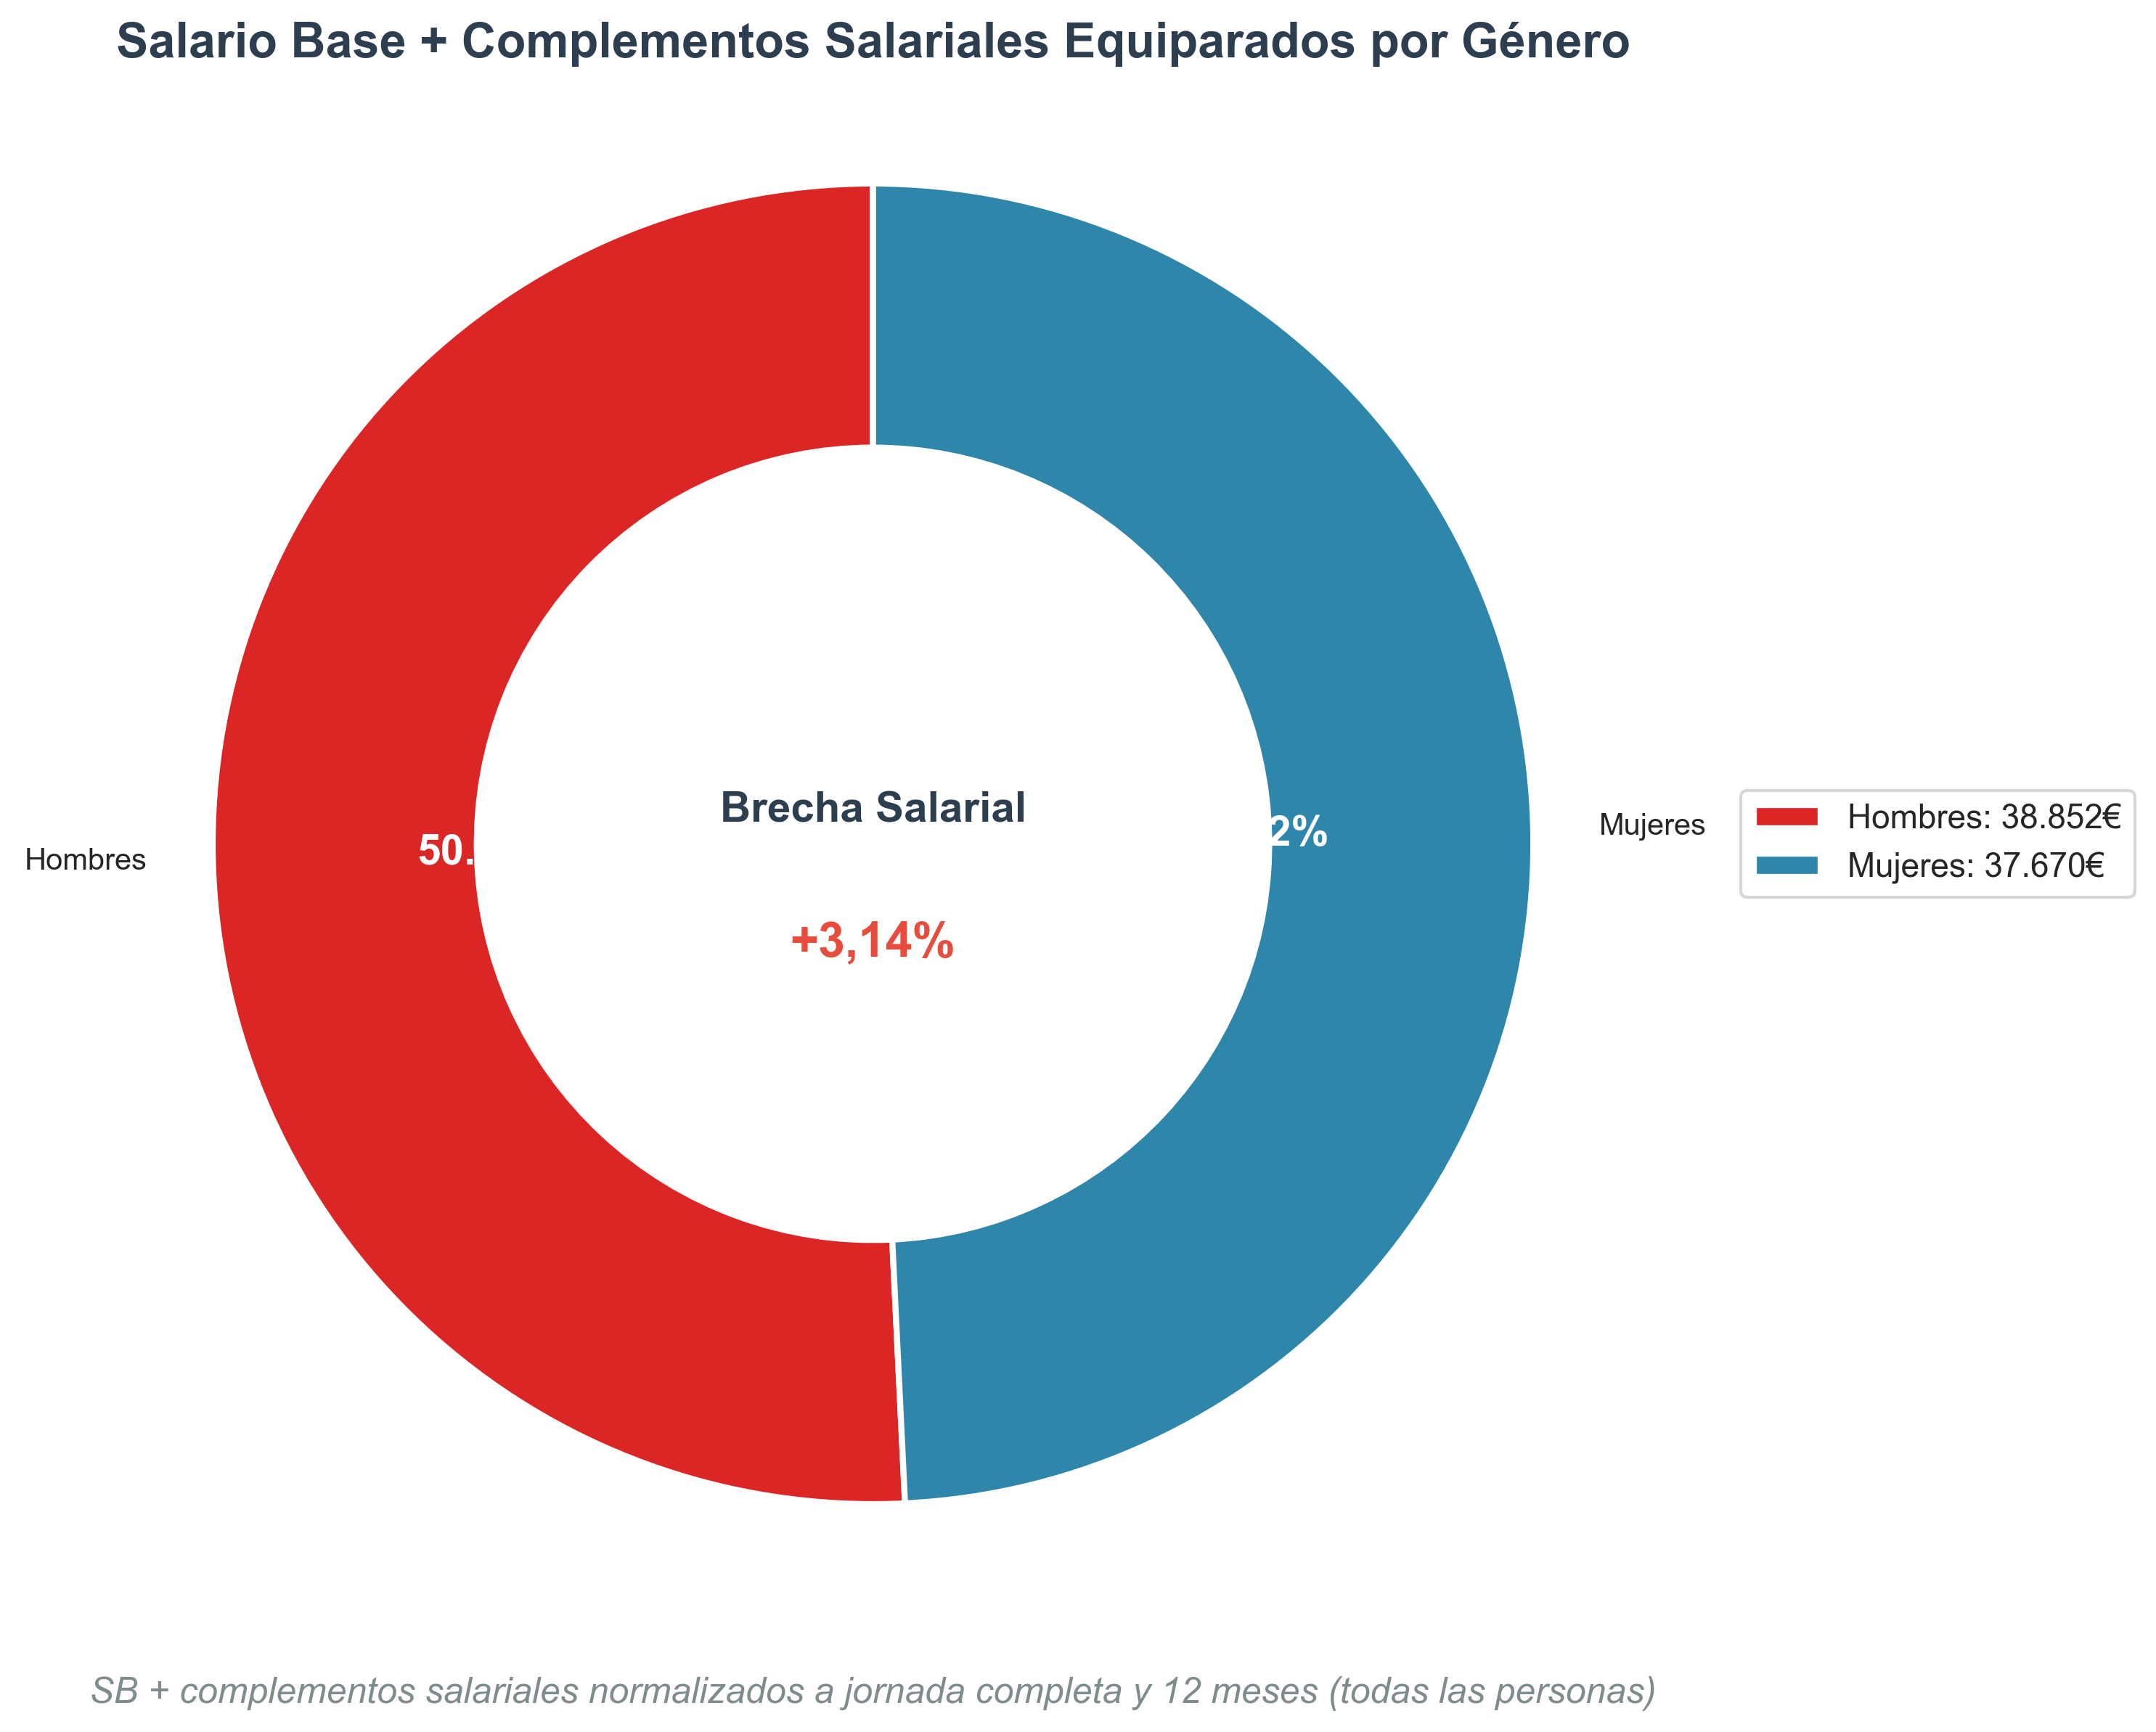 Salario Base + Complementos Salariales Equiparados por Género
Brecha Salarial
+3,14%
50.
2%
Hombres
Mujeres
Hombres: 38.852€
Mujeres: 37.670€
SB + complementos salariales normalizados a jornada completa y 12 meses (todas las personas)